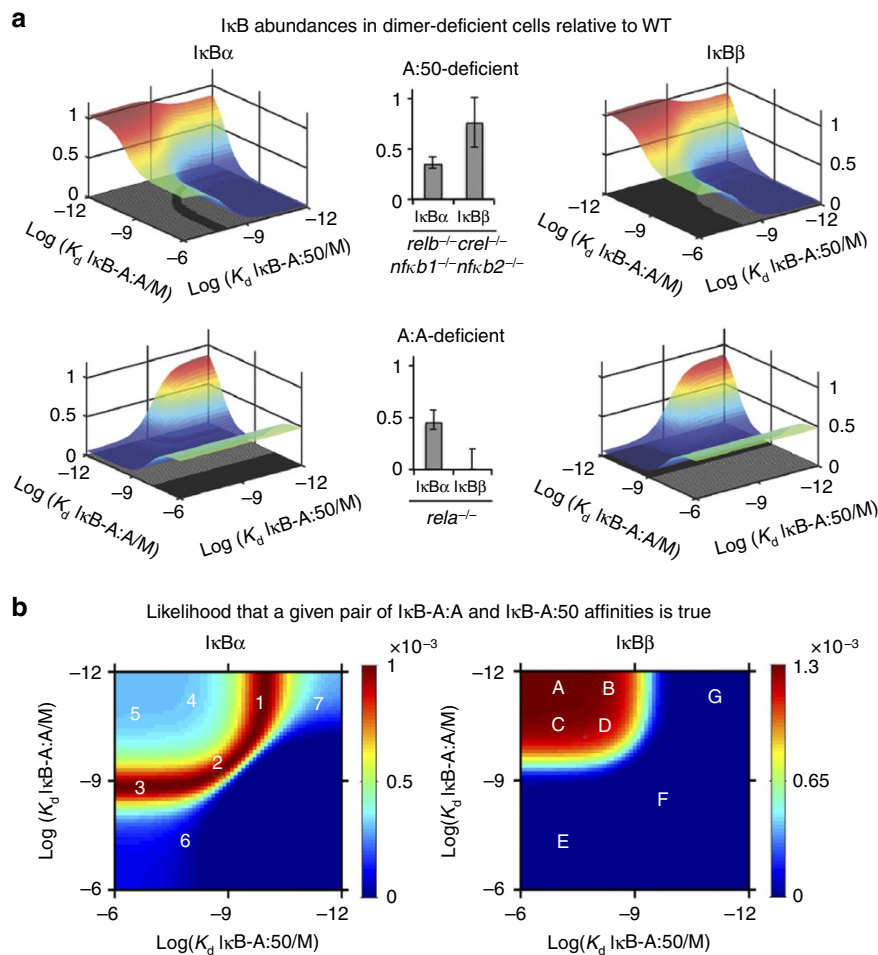 a
IκB abundances in dimer-deficient cells relative to WT
IκBα
1
0.5
0
−12
−9
−6
−9
−12
Log (Kd IκB-A:A/M)
Log (Kd IκB-A:50/M)
A:50-deficient
1
0.5
0
IκBα IκBβ
relb−/−crel−/−
nfκb1−/−nfκb2−/−
IκBβ
1
0.5
0
−12
−9
−6
−9
−12
Log (Kd IκB-A:A/M)
Log (Kd IκB-A:50/M)
1
0.5
0
−12
−9
−6
−9
−12
Log (Kd IκB-A:A/M)
Log (Kd IκB-A:50/M)
A:A-deficient
1
0.5
0
IκBα IκBβ
rela−/−
1
0.5
0
−12
−9
−6
−9
−12
Log (Kd IκB-A:A/M)
Log (Kd IκB-A:50/M)
b
Likelihood that a given pair of IκB-A:A and IκB-A:50 affinities is true
IκBα
×10−3
−12
−9
−6
Log (Kd IκB-A:A/M)
5
4
1
7
2
3
6
1
0.5
0
−6
−9
−12
Log(Kd IκB-A:50/M)
IκBβ
×10−3
−12
−9
−6
Log(Kd IκB-A:A/M)
A
B
G
C
D
F
E
1.3
0.65
0
−6
−9
−12
Log(Kd IκB-A:50/M)